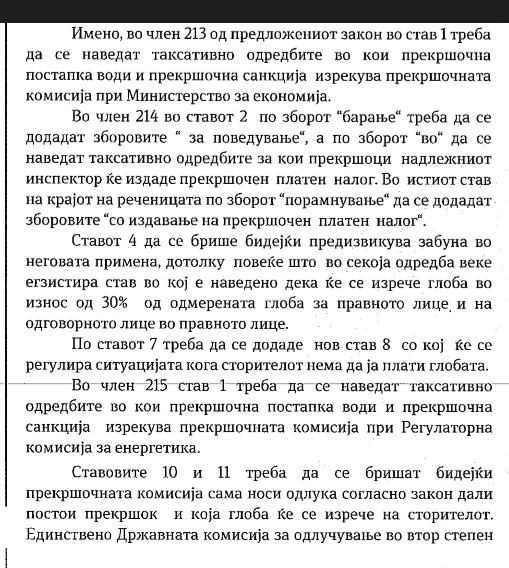 Имено, во член 213 од предложениот закон во став 1 треба
да се наведат таксативно одредбите во кои прекршочна
постапка води и прекршочна санкција изрекува прекршочната
комисија при Министерство за економија.
Во член 214 во ставот 2 по зборот “барање“ треба да се
додадат зборовите “ за поведување“, а по зборот “во“ да се
наведат таксативно одредбите за кои прекршоци надлежниот
инспектор ќе издаде прекршочен платен налог. Во истиот став
на крајот на реченицата по зборот “порамнување“ да се додадат
зборовите “со издавање на прекршочен платен налог“.
Ставот 4 да се брише бидејќи предизвикува забуна во
неговата примена, дотолку повеќе што во секоја одредба веке
егзистира став во кој е наведено дека ќе се изрече глоба во
износ од 30% од одмерената глоба за правното лице и на
одговорното лице во правното лице.
По ставот 7 треба да се додаде нов став 8 со кој ќе се
регулира ситуацијата кога сторителот нема да ја плати глобата.
Во член 215 став 1 треба да се наведат таксативно
одредбите во кои прекршочна постапка води и прекршочна
санкција изрекува прекршочната комисија при Регулаторна
комисија за енергетика.
Ставовите 10 и 11 треба да се бришат бидејќи
прекршочната комисија сама носи одлука согласно закон дали
постои прекршок и која глоба ќе се изрече на сторителот.
Единствено Државната комисија за одлучување во втор степен